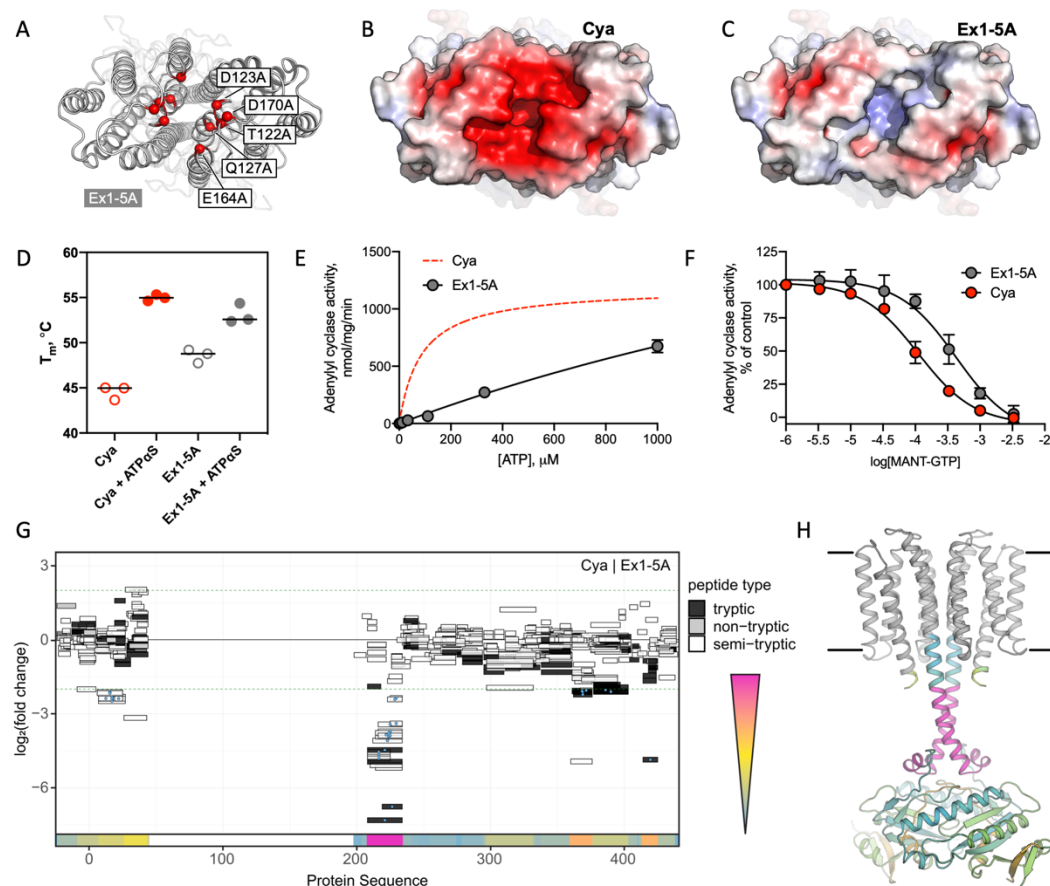 A
D123A
D170A
T122A
Q127A
E164A
Ex1-5A
B
Cya
C
Ex1-5A
D
Tm, °C
60
55
50
45
40
Cya
Cya + ATPαS
Ex1-5A
Ex1-5A + ATPαS
E
Adenylyl cyclase activity,
nmol/mg/min
1500
1000
500
0
Cya
Ex1-5A
0 200 400 600 800 1000
[ATP], μM
F
Adenylyl cyclase activity,
% of control
125
100
75
50
25
0
Ex1-5A
Cya
-6 -5.5 -5 -4.5 -4 -3.5 -3 -2.5 -2
log[MANT-GTP]
G
log2(fold change)
3
0
−3
−6
Cya | Ex1-5A
0 100 200 300 400
Protein Sequence
peptide type
tryptic
non-tryptic
semi-tryptic
H